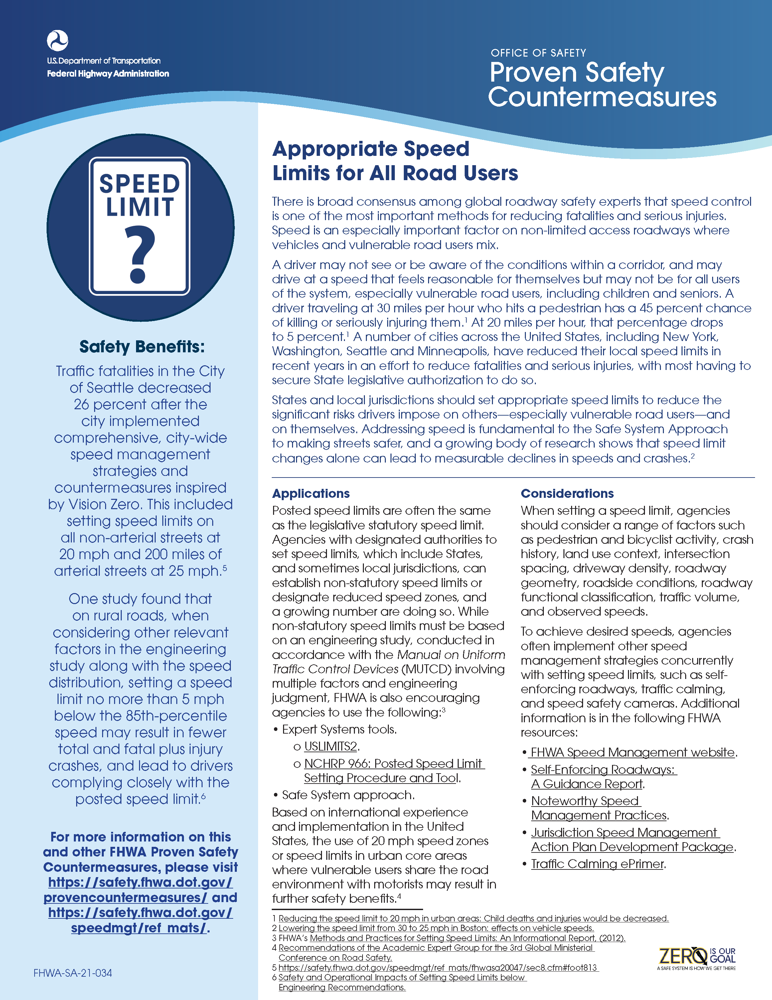 U.S. Department of Transportation
Federal Highway Administration
OFFICE OF SAFETY
Proven Safety
Countermeasures
SPEED
LIMIT
?
Safety Benefits:
Traffic fatalities in the City
of Seattle decreased
26 percent after the
city implemented
comprehensive, city-wide
speed management
strategies and
countermeasures inspired
by Vision Zero. This included
setting speed limits on
all non-arterial streets at
20 mph and 200 miles of
arterial streets at 25 mph.5
One study found that
on rural roads, when
considering other relevant
factors in the engineering
study along with the speed
distribution, setting a speed
limit no more than 5 mph
below the 85th-percentile
speed may result in fewer
total and fatal plus injury
crashes, and lead to drivers
complying closely with the
posted speed limit.6
For more information on this
and other FHWA Proven Safety
Countermeasures, please visit
https://safety.fhwa.dot.gov/
provencountermeasures/ and
https://safety.fhwa.dot.gov/
speedmgt/ref_mats/.
FHWA-SA-21-034
Appropriate Speed
Limits for All Road Users
There is broad consensus among global roadway safety experts that speed control
is one of the most important methods for reducing fatalities and serious injuries.
Speed is an especially important factor on non-limited access roadways where
vehicles and vulnerable road users mix.
A driver may not see or be aware of the conditions within a corridor, and may
drive at a speed that feels reasonable for themselves but may not be for all users
of the system, especially vulnerable road users, including children and seniors. A
driver traveling at 30 miles per hour who hits a pedestrian has a 45 percent chance
of killing or seriously injuring them.1 At 20 miles per hour, that percentage drops
to 5 percent.1 A number of cities across the United States, including New York,
Washington, Seattle and Minneapolis, have reduced their local speed limits in
recent years in an effort to reduce fatalities and serious injuries, with most having to
secure State legislative authorization to do so.
States and local jurisdictions should set appropriate speed limits to reduce the
significant risks drivers impose on others—especially vulnerable road users—and
on themselves. Addressing speed is fundamental to the Safe System Approach
to making streets safer, and a growing body of research shows that speed limit
changes alone can lead to measurable declines in speeds and crashes.2
Applications
Posted speed limits are often the same
as the legislative statutory speed limit.
Agencies with designated authorities to
set speed limits, which include States,
and sometimes local jurisdictions, can
establish non-statutory speed limits or
designate reduced speed zones, and
a growing number are doing so. While
non-statutory speed limits must be based
on an engineering study, conducted in
accordance with the Manual on Uniform
Traffic Control Devices (MUTCD) involving
multiple factors and engineering
judgment, FHWA is also encouraging
agencies to use the following:3
• Expert Systems tools.
o USLIMITS2.
o NCHRP 966: Posted Speed Limit
Setting Procedure and Tool.
• Safe System approach.
Based on international experience
and implementation in the United
States, the use of 20 mph speed zones
or speed limits in urban core areas
where vulnerable users share the road
environment with motorists may result in
further safety benefits.4
Considerations
When setting a speed limit, agencies
should consider a range of factors such
as pedestrian and bicyclist activity, crash
history, land use context, intersection
spacing, driveway density, roadway
geometry, roadside conditions, roadway
functional classification, traffic volume,
and observed speeds.
To achieve desired speeds, agencies
often implement other speed
management strategies concurrently
with setting speed limits, such as self-
enforcing roadways, traffic calming,
and speed safety cameras. Additional
information is in the following FHWA
resources:
• FHWA Speed Management website.
• Self-Enforcing Roadways:
A Guidance Report.
• Noteworthy Speed
Management Practices.
• Jurisdiction Speed Management
Action Plan Development Package.
• Traffic Calming ePrimer.
1 Reducing the speed limit to 20 mph in urban areas: Child deaths and injuries would be decreased.
2 Lowering the speed limit from 30 to 25 mph in Boston: effects on vehicle speeds.
3 FHWA's Methods and Practices for Setting Speed Limits: An Informational Report, (2012).
4 Recommendations of the Academic Expert Group for the 3rd Global Ministerial
Conference on Road Safety.
5 https://safety.fhwa.dot.gov/speedmgt/ref_mats/fhwasa20047/sec8.cfm#foot813
6 Safety and Operational Impacts of Setting Speed Limits below
Engineering Recommendations.
ZERO IS OUR
GOAL
A SAFE SYSTEM IS HOW WE GET THERE